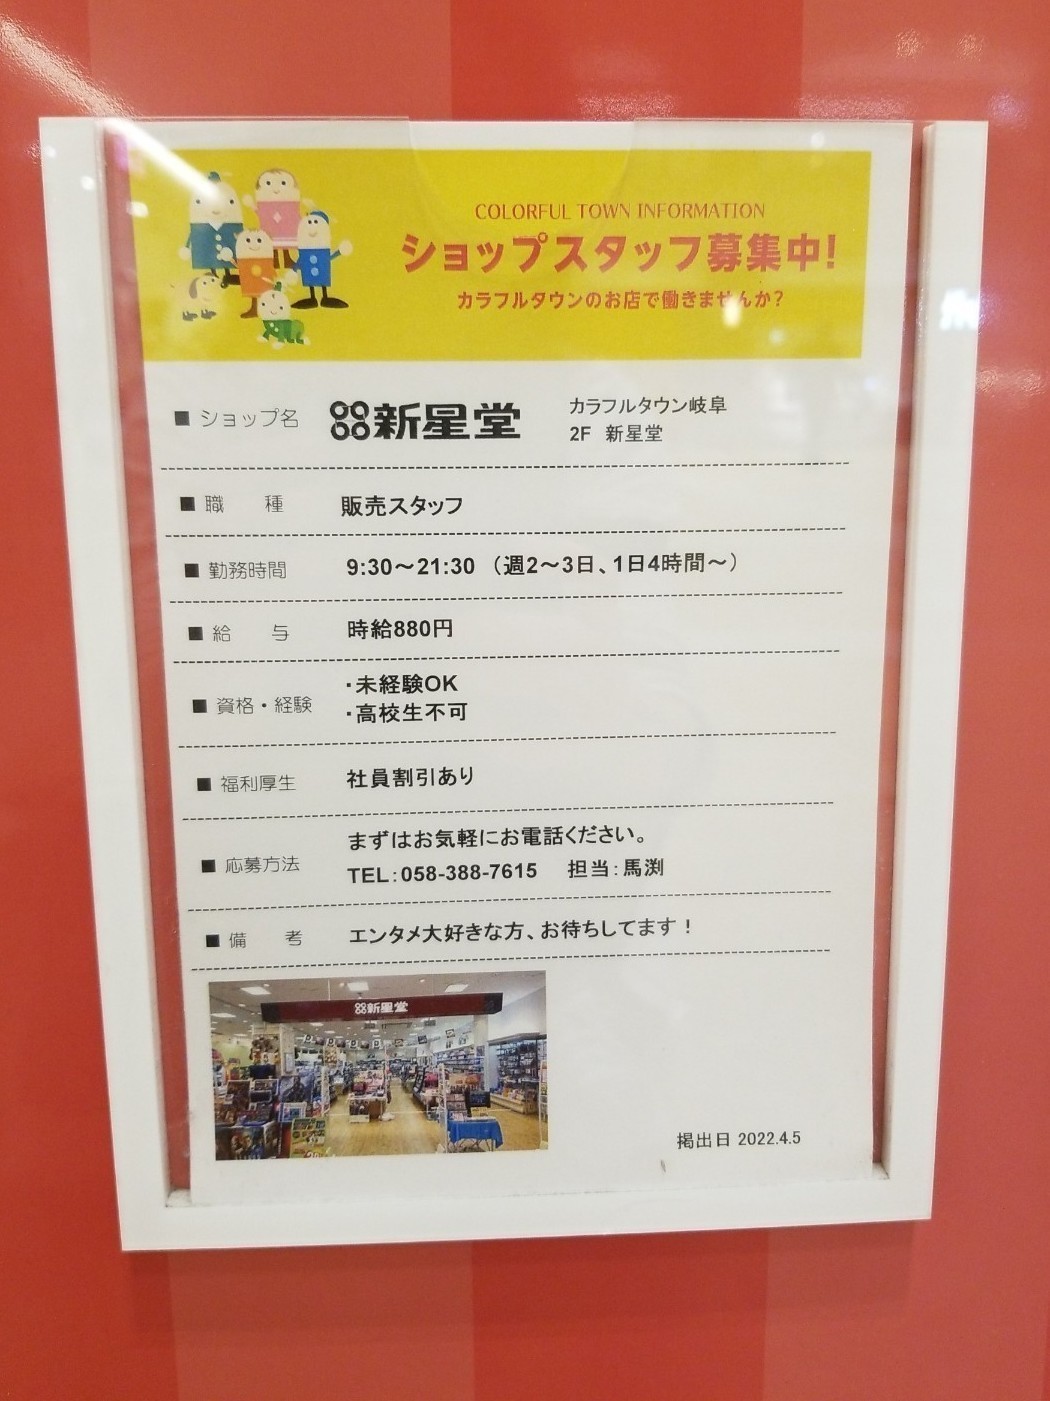 COLORFUL TOWN INFORMATION
ショップスタッフ募集中!
カラフルタウンのお店で働きませんか?
■ ショップ名 新星堂 カラフルタウン岐阜
2F 新星堂
■ 職 種 販売スタッフ
■ 勤務時間 9:30～21:30 （週2～3日、1日4時間～）
■ 給 与 時給880円
■ 資格・経験 ・未経験OK
・高校生不可
■ 福利厚生 社員割引あり
■ 応募方法 まずはお気軽にお電話ください。
TEL：058-388-7615 担当：馬渕
■ 備 考 エンタメ大好きな方、お待ちしてます！
新星堂
掲出日 2022.4.5